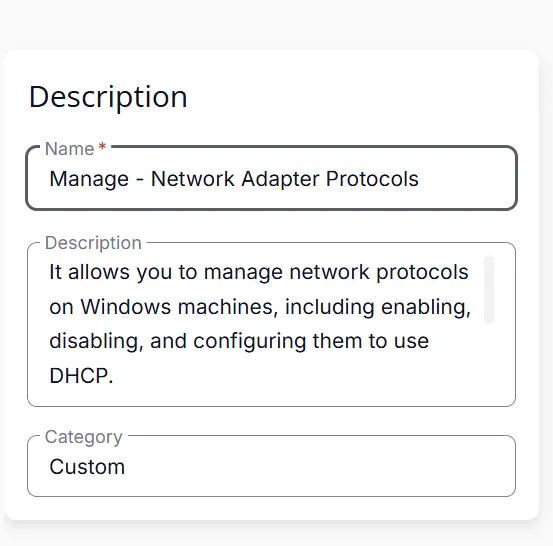 Description
Name *
Manage - Network Adapter Protocols
Description
It allows you to manage network protocols
on Windows machines, including enabling,
disabling, and configuring them to use
DHCP.
Category
Custom